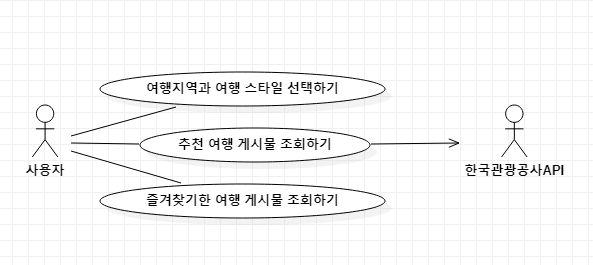 여행지역과 여행 스타일 선택하기
추천 여행 게시물 조회하기
사용자
한국관광공사API
즐겨찾기한 여행 게시물 조회하기